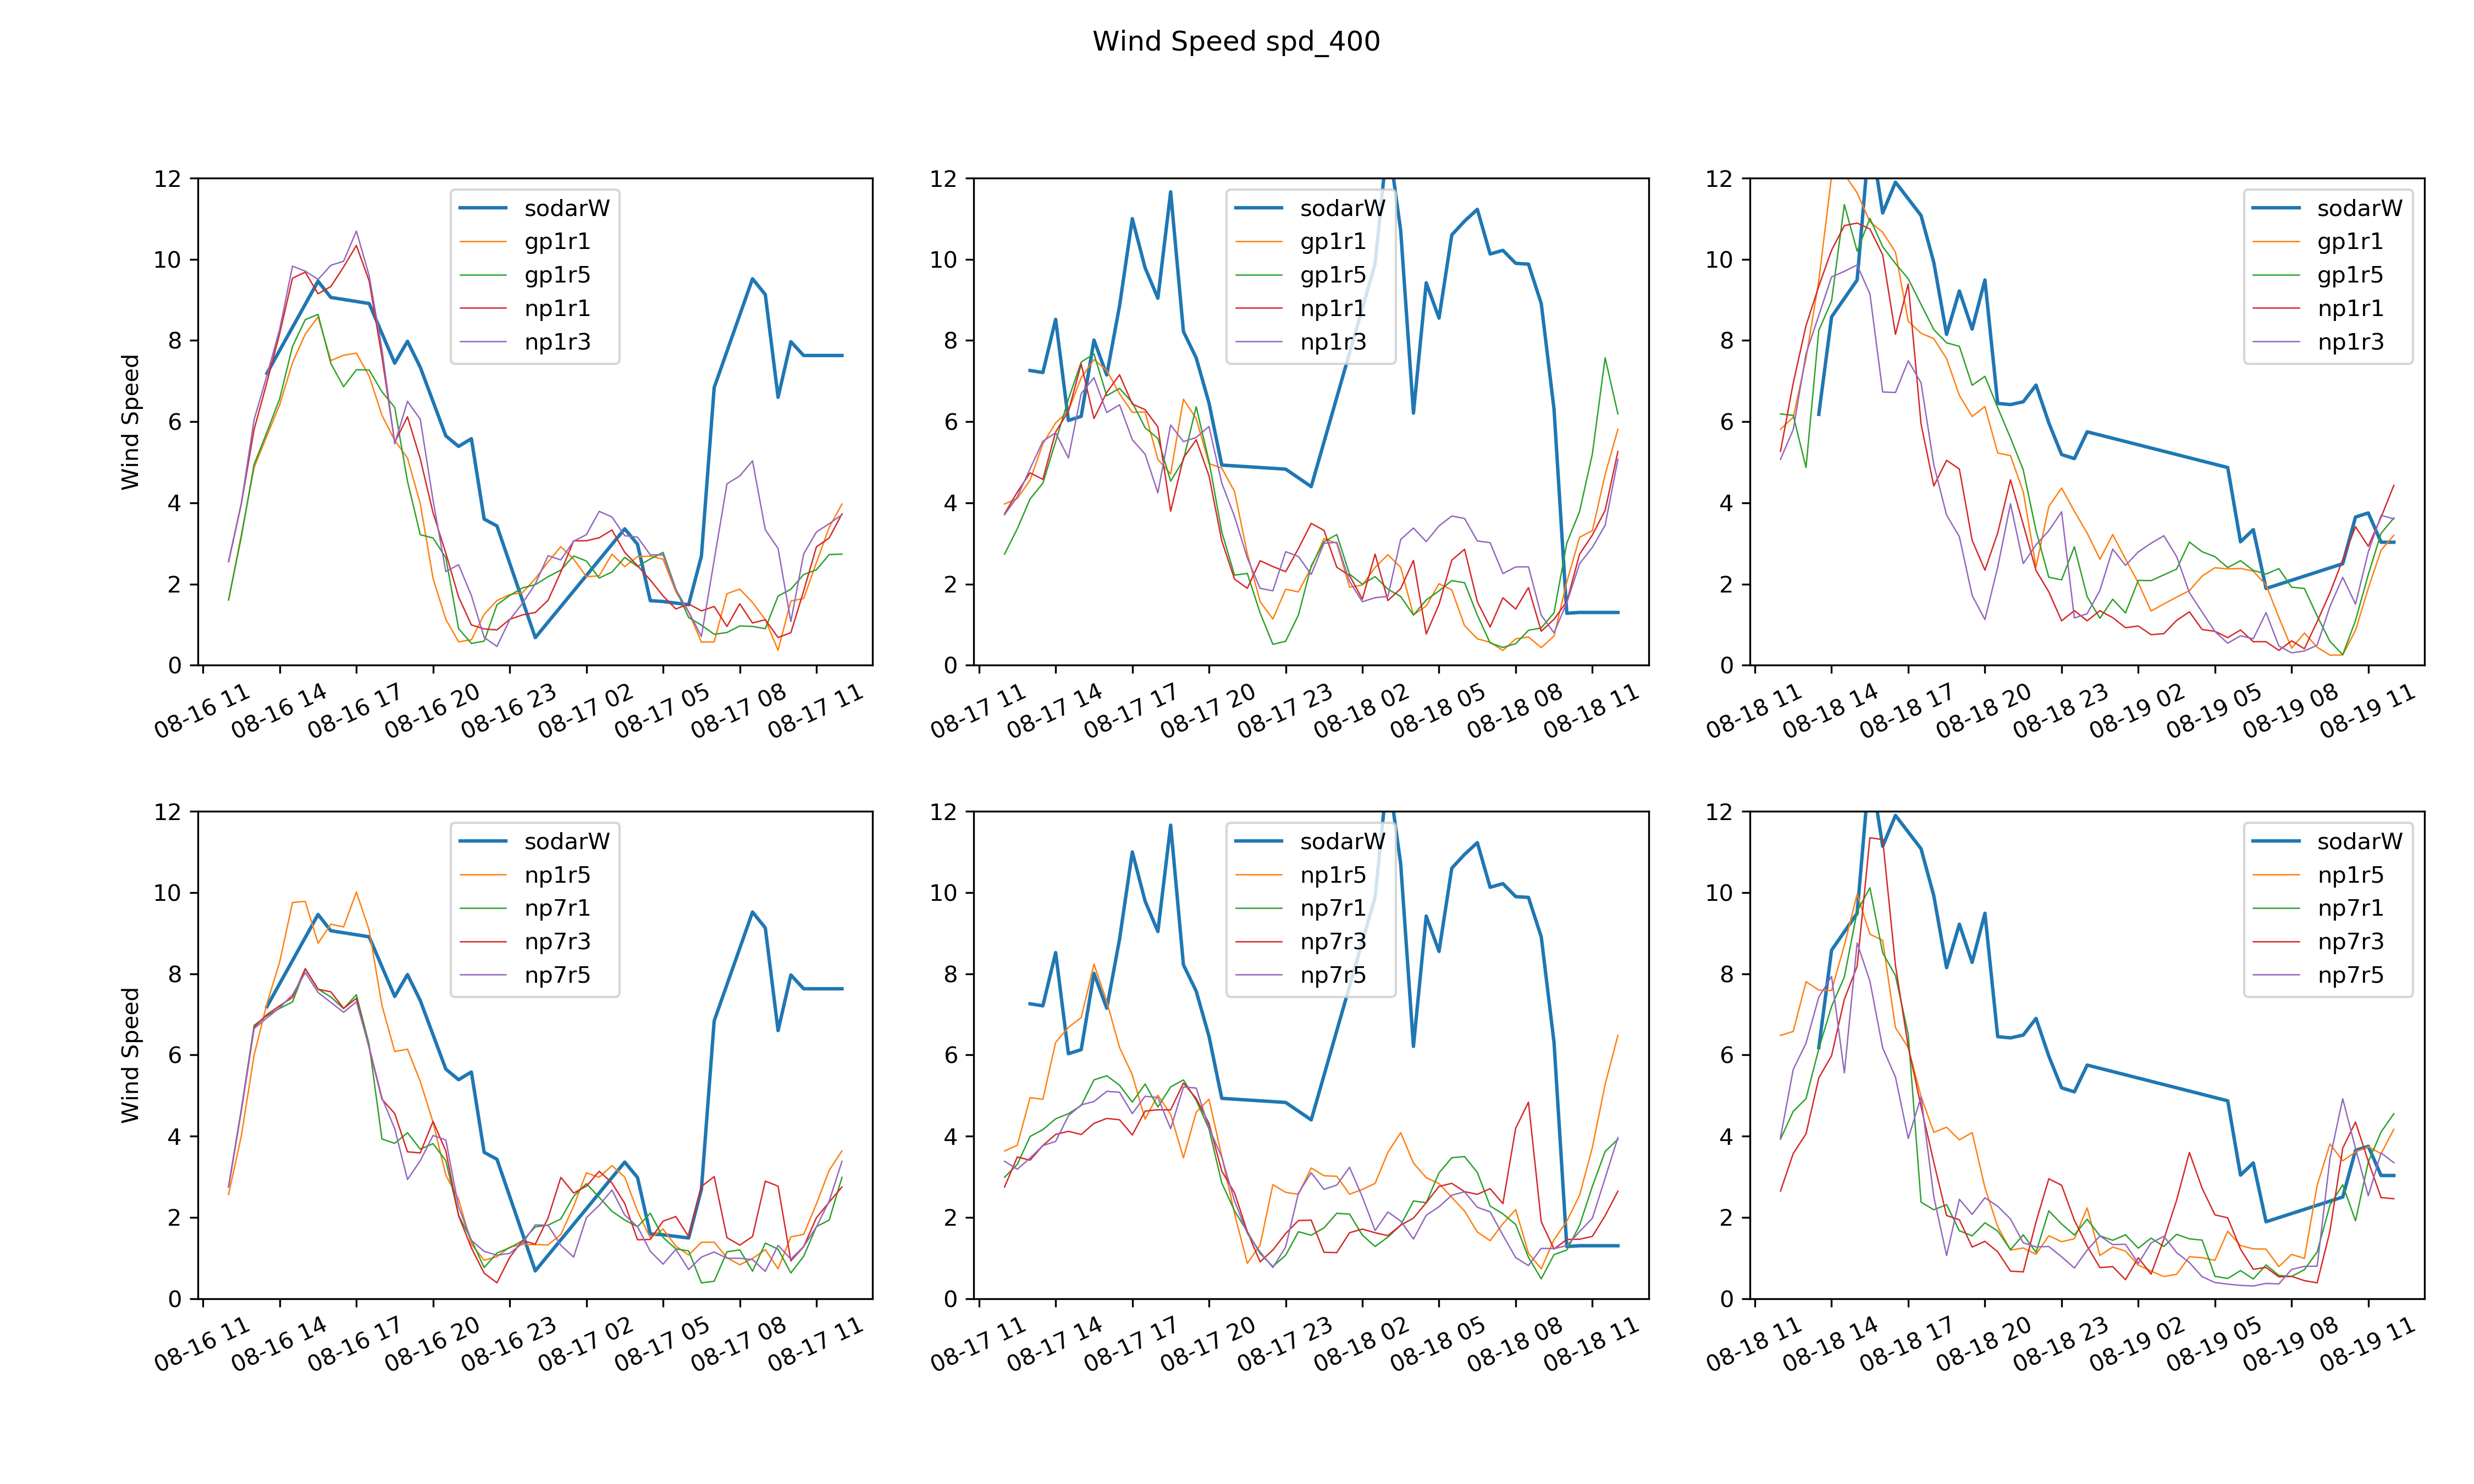 Wind Speed spd_400
Wind Speed
12
10
8
6
4
2
0
sodarW
gp1r1
gp1r5
np1r1
np1r3
08-16 11
08-16 14
08-16 17
08-16 20
08-16 23
08-17 02
08-17 05
08-17 08
08-17 11
12
10
8
6
4
2
0
sodarW
gp1r1
gp1r5
np1r1
np1r3
08-17 11
08-17 14
08-17 17
08-17 20
08-17 23
08-18 02
08-18 05
08-18 08
08-18 11
12
10
8
6
4
2
0
sodarW
gp1r1
gp1r5
np1r1
np1r3
08-18 11
08-18 14
08-18 17
08-18 20
08-18 23
08-19 02
08-19 05
08-19 08
08-19 11
Wind Speed
12
10
8
6
4
2
0
sodarW
np1r5
np7r1
np7r3
np7r5
08-16 11
08-16 14
08-16 17
08-16 20
08-16 23
08-17 02
08-17 05
08-17 08
08-17 11
12
10
8
6
4
2
0
sodarW
np1r5
np7r1
np7r3
np7r5
08-17 11
08-17 14
08-17 17
08-17 20
08-17 23
08-18 02
08-18 05
08-18 08
08-18 11
12
10
8
6
4
2
0
sodarW
np1r5
np7r1
np7r3
np7r5
08-18 11
08-18 14
08-18 17
08-18 20
08-18 23
08-19 02
08-19 05
08-19 08
08-19 11